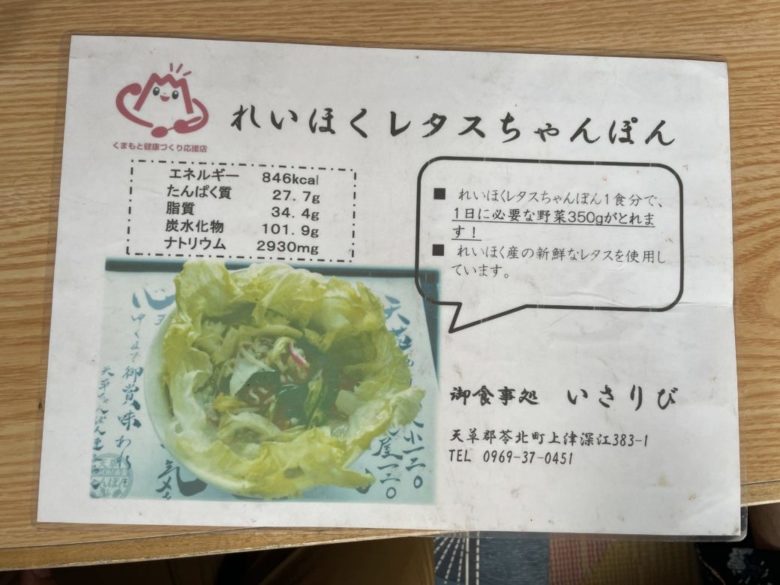 くまもと健康づくり応援店
れいほくレタスちゃんぽん
エネルギー 846kcal
たんぱく質 27.7g
脂質 34.4g
炭水化物 101.9g
ナトリウム 2930mg
■ れいほくレタスちゃんぽん1食分で、
1日に必要な野菜350gがとれま
す！
■ れいほく産の新鮮なレタスを使用し
ています。
御食事処 いさりび
天草郡苓北町上津深江383-1
TEL 0969-37-0451
心
天草
御賞味